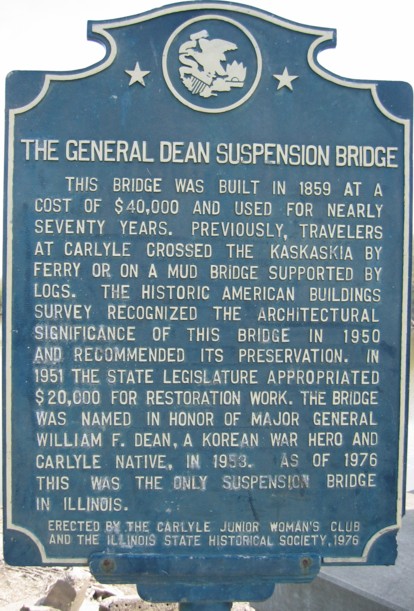 THE GENERAL DEAN SUSPENSION BRIDGE
THIS BRIDGE WAS BUILT IN 1859 AT A
COST OF $40,000 AND USED FOR NEARLY
SEVENTY YEARS. PREVIOUSLY, TRAVELERS
AT CARLYLE CROSSED THE KASKASKIA BY
FERRY OR ON A MUD BRIDGE SUPPORTED BY
LOGS. THE HISTORIC AMERICAN BUILDINGS
SURVEY RECOGNIZED THE ARCHITECTURAL
SIGNIFICANCE OF THIS BRIDGE IN 1950
AND RECOMMENDED ITS PRESERVATION. IN
1951 THE STATE LEGISLATURE APPROPRIATED
$20,000 FOR RESTORATION WORK. THE BRIDGE
WAS NAMED IN HONOR OF MAJOR GENERAL
WILLIAM F. DEAN, A KOREAN WAR HERO AND
CARLYLE NATIVE, IN 1953. AS OF 1976
THIS WAS THE ONLY SUSPENSION BRIDGE
IN ILLINOIS.
ERECTED BY THE CARLYLE JUNIOR WOMAN'S CLUB
AND THE ILLINOIS STATE HISTORICAL SOCIETY, 1976